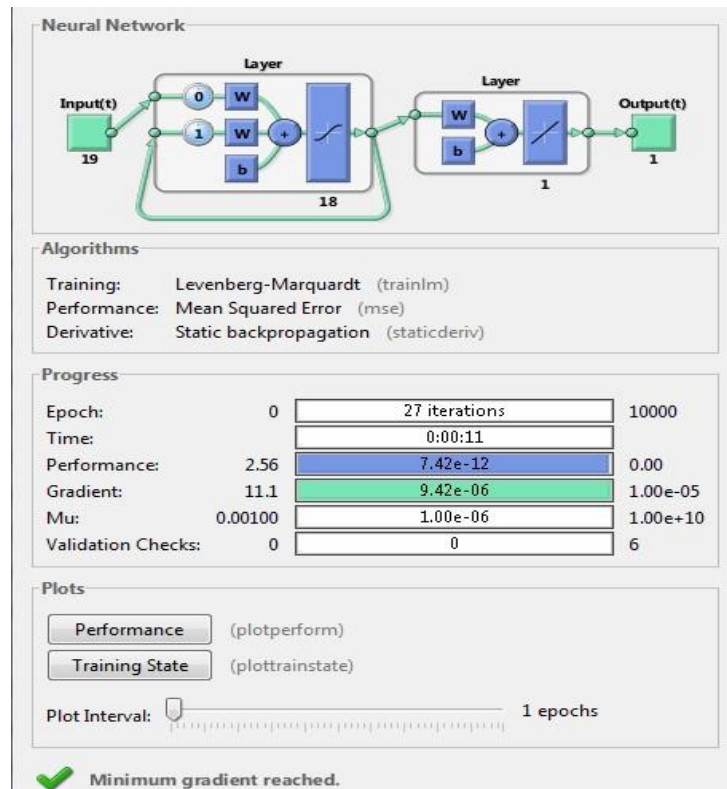 Neural Network
Layer
Layer
Input(t)
0
W
1
W
+
b
W
+
b
Output(t)
19
18
1
1
Algorithms
Training: Levenberg-Marquardt (trainlm)
Performance: Mean Squared Error (mse)
Derivative: Static backpropagation (staticderiv)
Progress
Epoch: 0 27 iterations 10000
Time: 0:00:11
Performance: 2.56 7.42e-12 0.00
Gradient: 11.1 9.42e-06 1.00e-05
Mu: 0.00100 1.00e-06 1.00e+10
Validation Checks: 0 0 6
Plots
Performance (plotperform)
Training State (plottrainstate)
Plot Interval: 1 epochs
Minimum gradient reached.